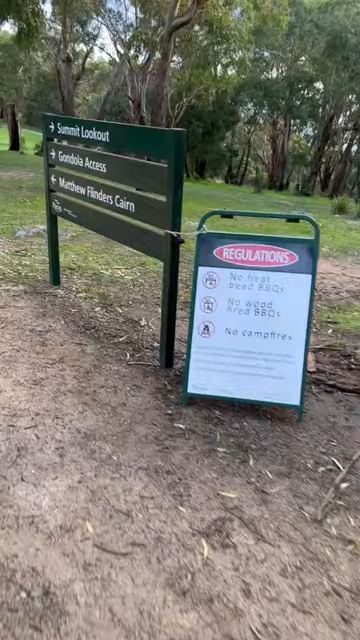 Summit Lookout
Gondola Access
Matthew Flinders Cairn
REGULATIONS
No heat
bead BBQs
No wood
fired BBQs
No campfires